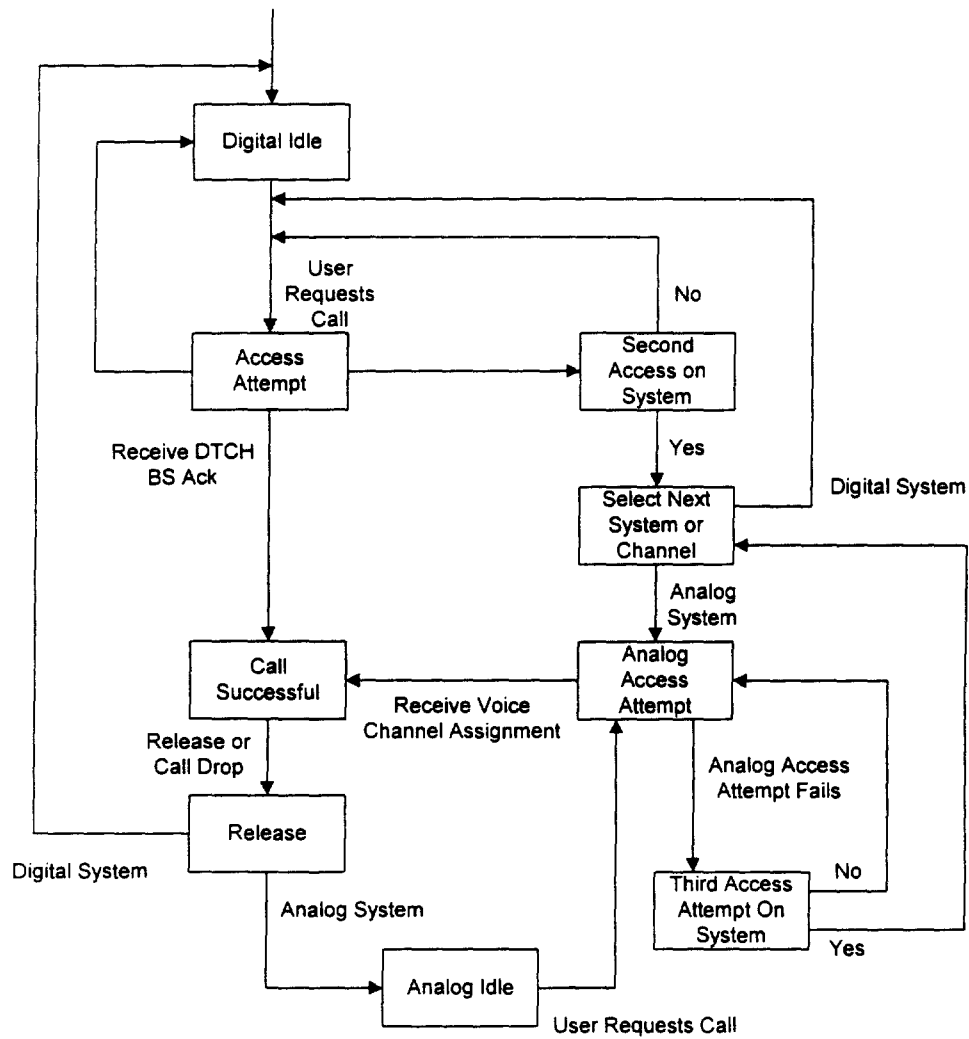 Digital Idle
User
Requests
Call
No
Access
Attempt
Second
Access on
System
Receive DTCH
BS Ack
Yes
Select Next
System or
Channel
Digital System
Analog
System
Call
Successful
Analog
Access
Attempt
Receive Voice
Channel Assignment
Release or
Call Drop
Analog Access
Attempt Fails
Release
Digital System
Third Access
Attempt On
System
No
Yes
Analog System
Analog Idle
User Requests Call